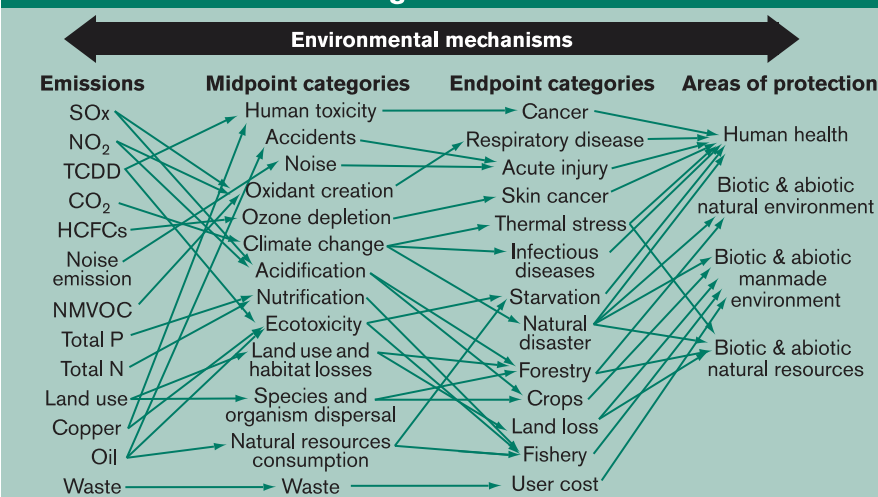 Environmental mechanisms
Emissions
Midpoint categories
Endpoint categories
Areas of protection
SOx
NO2
TCDD
CO2
HCFCs
Noise
emission
NMVOC
Total P
Total N
Land use
Copper
Oil
Waste
Human toxicity
Accidents
Noise
Oxidant creation
Ozone depletion
Climate change
Acidification
Nutrification
Ecotoxicity
Land use and
habitat losses
Species and
organism dispersal
Natural resources
consumption
Waste
Cancer
Respiratory disease
Acute injury
Skin cancer
Thermal stress
Infectious
diseases
Starvation
Natural
disaster
Forestry
Crops
Land loss
Fishery
User cost
Human health
Biotic & abiotic
natural environment
Biotic & abiotic
manmade
environment
Biotic & abiotic
natural resources